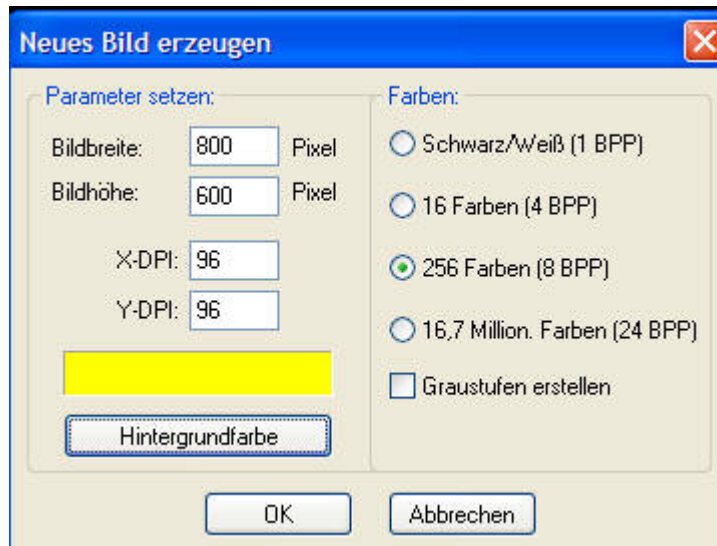 Neues Bild erzeugen
Parameter setzen:
Bildbreite: 800 Pixel
Bildhöhe: 600 Pixel
X-DPI: 96
Y-DPI: 96
Hintergrundfarbe
Farben:
Schwarz/Weiß (1 BPP)
16 Farben (4 BPP)
256 Farben (8 BPP)
16,7 Million. Farben (24 BPP)
Graustufen erstellen
OK
Abbrechen